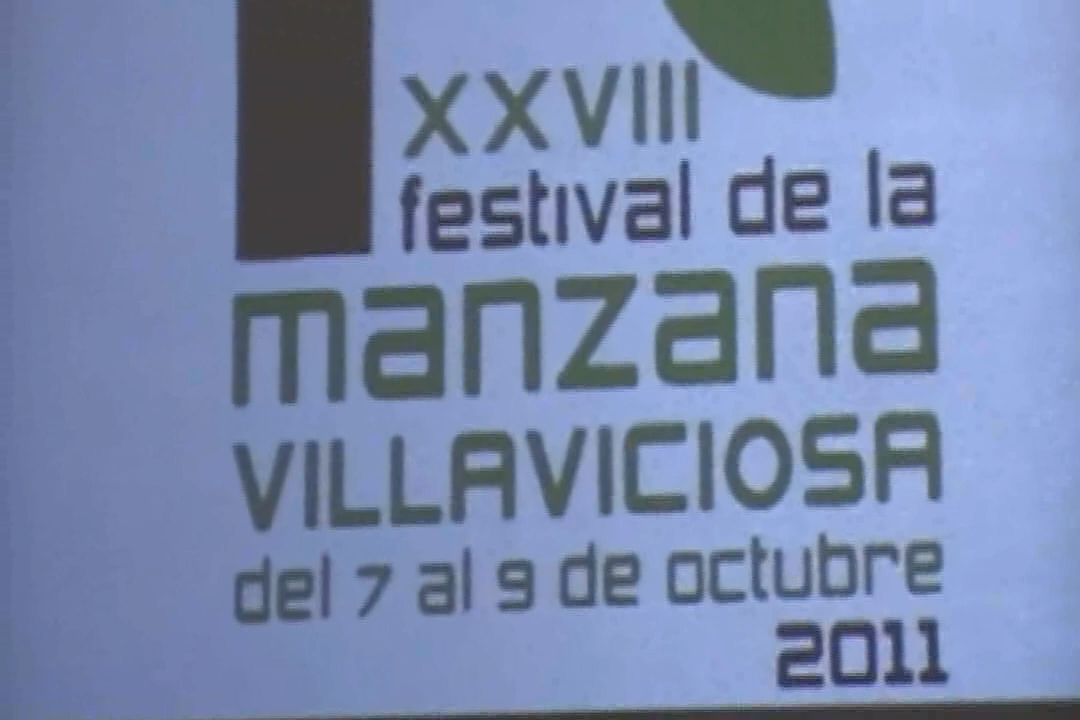 XXVIII
festival de la
manzana
VILLAVICIOSA
del 7 al 9 de octubre
2011